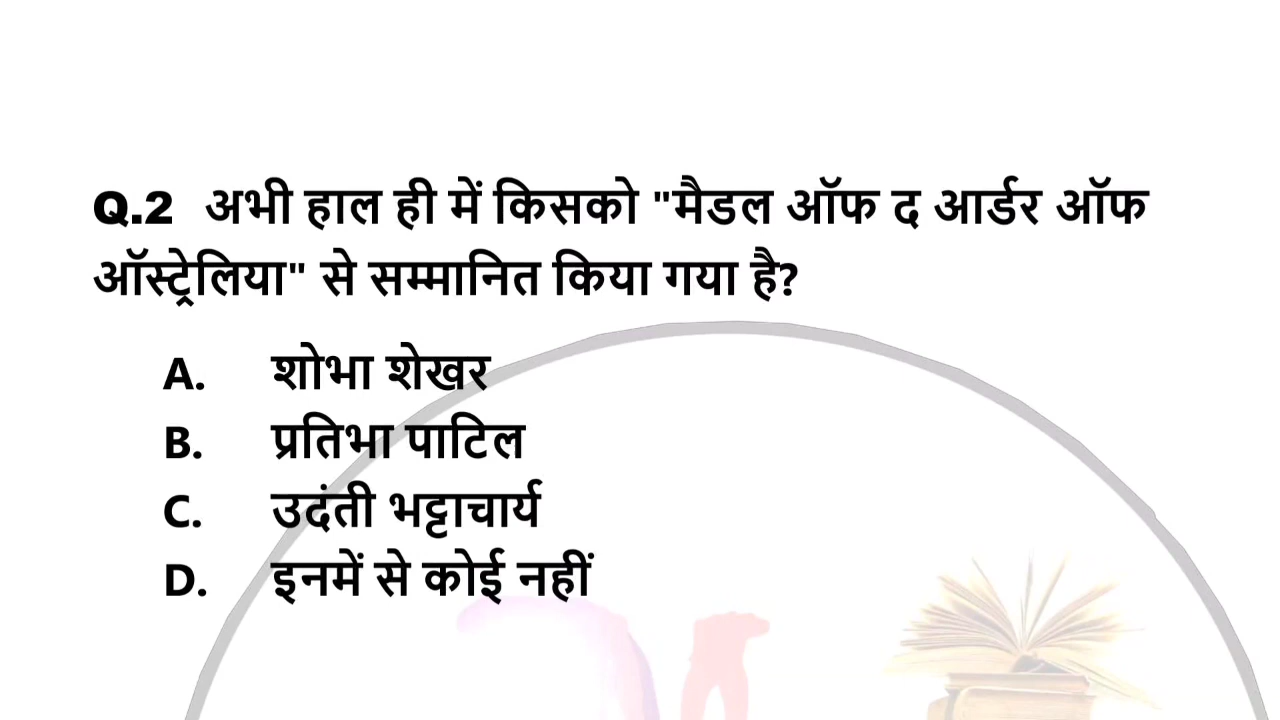 Q.2 अभी हाल ही में किसको "मैडल ऑफ द आर्डर ऑफ
ऑस्ट्रेलिया" से सम्मानित किया गया है?
A. शोभा शेखर
B. प्रतिभा पाटिल
C. उदंती भट्टाचार्य
D. इनमें से कोई नहीं